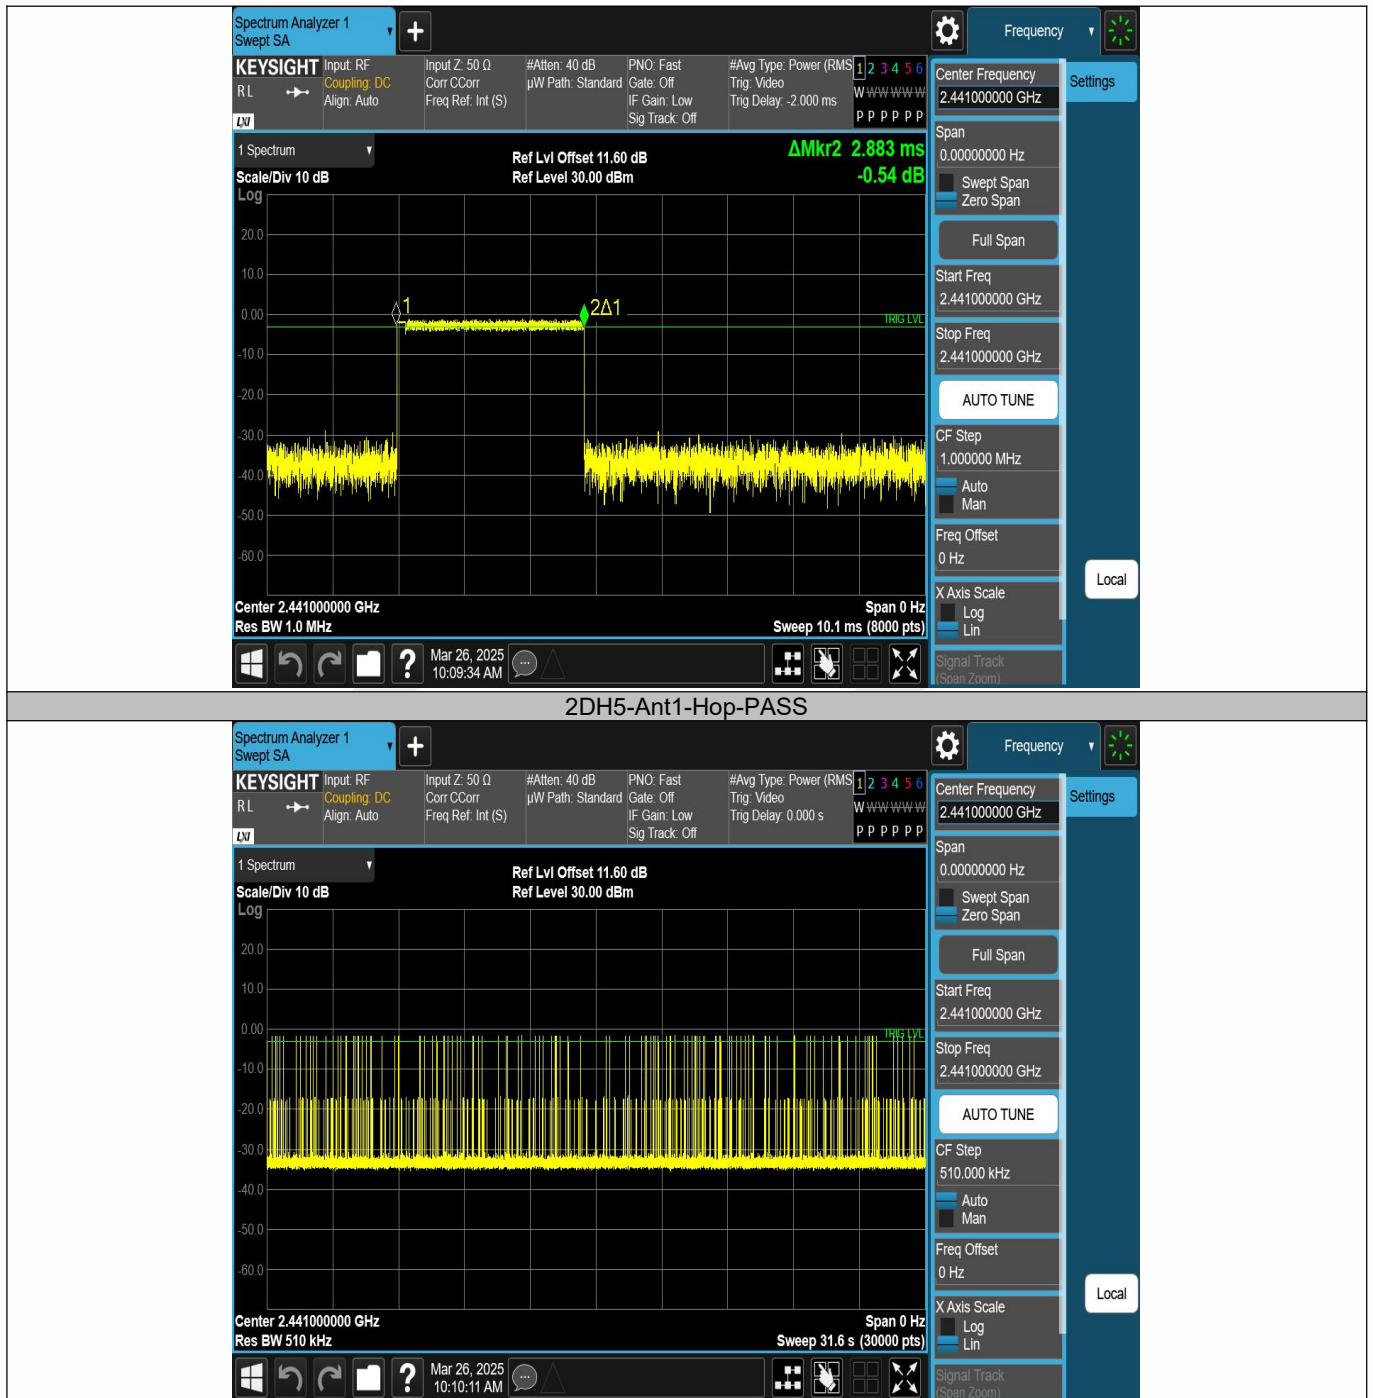 Spectrum Analyzer 1
Swept SA
Frequency
KEYSIGHT
RL
LXI
Input: RF
Coupling: DC
Align: Auto
Input Z: 50 Ω
Corr CCorr
Freq Ref: Int (S)
#Atten: 40 dB
µW Path: Standard
PNO: Fast
Gate: Off
IF Gain: Low
Sig Track: Off
#Avg Type: Power (RMS
Trig: Video
Trig Delay: -2.000 ms
1 2 3 4 5 6
W W W W W W
P P P P P P
1 Spectrum
Scale/Div 10 dB
Log
Ref Lvl Offset 11.60 dB
Ref Level 30.00 dBm
ΔMkr2 2.883 ms
-0.54 dB
20.0
10.0
0.00
-10.0
-20.0
-30.0
-40.0
-50.0
-60.0
1
2Δ1
TRIG LVL
Center 2.441000000 GHz
Res BW 1.0 MHz
Span 0 Hz
Sweep 10.1 ms (8000 pts)
Mar 26, 2025
10:09:34 AM
Center Frequency
2.441000000 GHz
Span
0.00000000 Hz
Swept Span
Zero Span
Full Span
Start Freq
2.441000000 GHz
Stop Freq
2.441000000 GHz
AUTO TUNE
CF Step
1.000000 MHz
Auto
Man
Freq Offset
0 Hz
X Axis Scale
Log
Lin
Signal Track
(Span Zoom)
Settings
Local
2DH5-Ant1-Hop-PASS
Spectrum Analyzer 1
Swept SA
Frequency
KEYSIGHT
RL
LXI
Input: RF
Coupling: DC
Align: Auto
Input Z: 50 Ω
Corr CCorr
Freq Ref: Int (S)
#Atten: 40 dB
µW Path: Standard
PNO: Fast
Gate: Off
IF Gain: Low
Sig Track: Off
#Avg Type: Power (RMS
Trig: Video
Trig Delay: 0.000 s
1 2 3 4 5 6
W W W W W W
P P P P P P
1 Spectrum
Scale/Div 10 dB
Log
Ref Lvl Offset 11.60 dB
Ref Level 30.00 dBm
20.0
10.0
0.00
-10.0
-20.0
-30.0
-40.0
-50.0
-60.0
TRIG LVL
Center 2.441000000 GHz
Res BW 510 kHz
Span 0 Hz
Sweep 31.6 s (30000 pts)
Mar 26, 2025
10:10:11 AM
Center Frequency
2.441000000 GHz
Span
0.00000000 Hz
Swept Span
Zero Span
Full Span
Start Freq
2.441000000 GHz
Stop Freq
2.441000000 GHz
AUTO TUNE
CF Step
510.000 kHz
Auto
Man
Freq Offset
0 Hz
X Axis Scale
Log
Lin
Signal Track
(Span Zoom)
Settings
Local